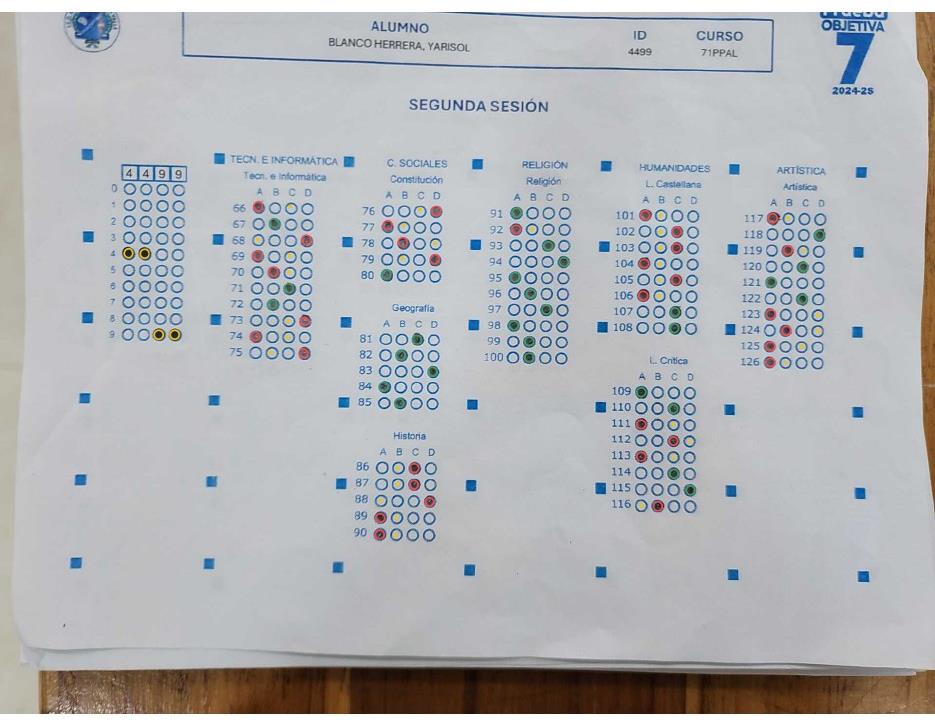 Prueba
OBJETIVA
7
2024-2S
ALUMNO ID CURSO
BLANCO HERRERA, YARISOL 4499 71PPAL
SEGUNDA SESIÓN
4 4 9 9
0
1
2
3
4
5
6
7
8
9
TECN. E INFORMÁTICA
Tecn. e Informática
A B C D
66
67
68
69
70
71
72
73
74
75
C. SOCIALES
Constitución
A B C D
76
77
78
79
80
Geografía
A B C D
81
82
83
84
85
Historia
A B C D
86
87
88
89
90
RELIGIÓN
Religión
A B C D
91
92
93
94
95
96
97
98
99
100
HUMANIDADES
L. Castellana
A B C D
101
102
103
104
105
106
107
108
L. Crítica
A B C D
109
110
111
112
113
114
115
116
ARTÍSTICA
Artística
A B C D
117
118
119
120
121
122
123
124
125
126